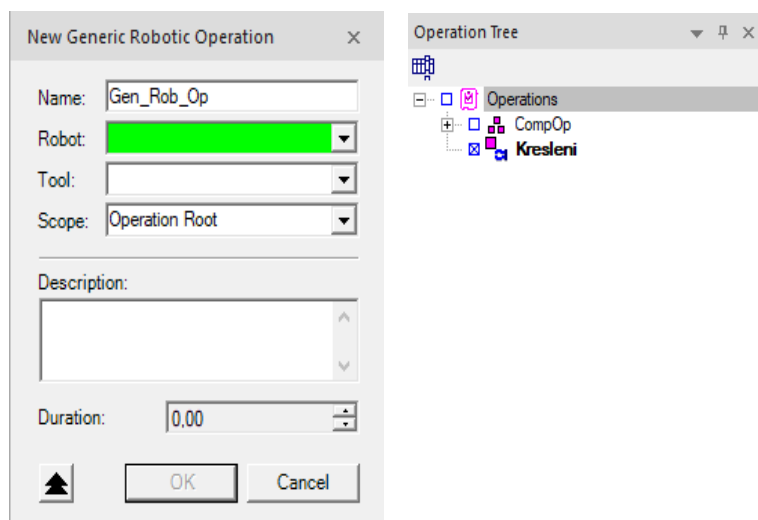 New Generic Robotic Operation
Name: Gen_Rob_Op
Robot:
Tool:
Scope: Operation Root
Description:
Duration: 0,00
OK Cancel
Operation Tree
Operations
CompOp
Kresleni